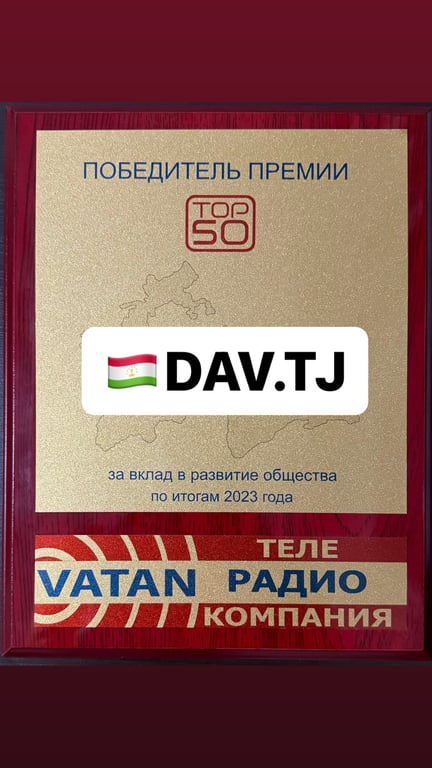 ПОБЕДИТЕЛЬ ПРЕМИИ
TOP
50
🇹🇯DAV.TJ
за вклад в развитие общества
по итогам 2023 года
ТЕЛЕ
VATAN РАДИО
КОМПАНИЯ